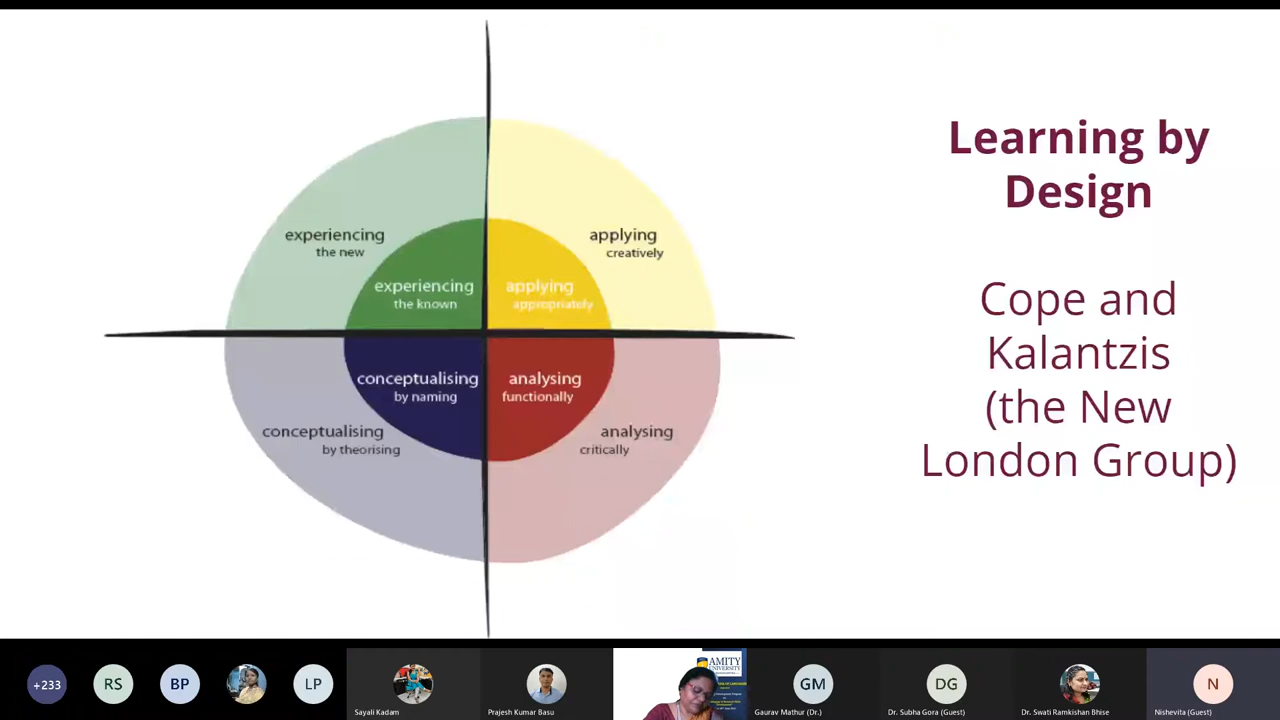 Learning by
Design
Cope and
Kalantzis
(the New
London Group)
experiencing
the new
applying
creatively
experiencing
the known
applying
appropriately
conceptualising
by naming
analysing
functionally
conceptualising
by theorising
analysing
critically
+233
RS
BP
LP
Sayali Kadam
Prajesh Kumar Basu
AMITY
UNIVERSITY
GM
Gaurav Mathur (Dr.)
DG
Dr. Subha Gora (Guest)
Dr. Swati Ramkishan Bhise
N
Nishevita (Guest)